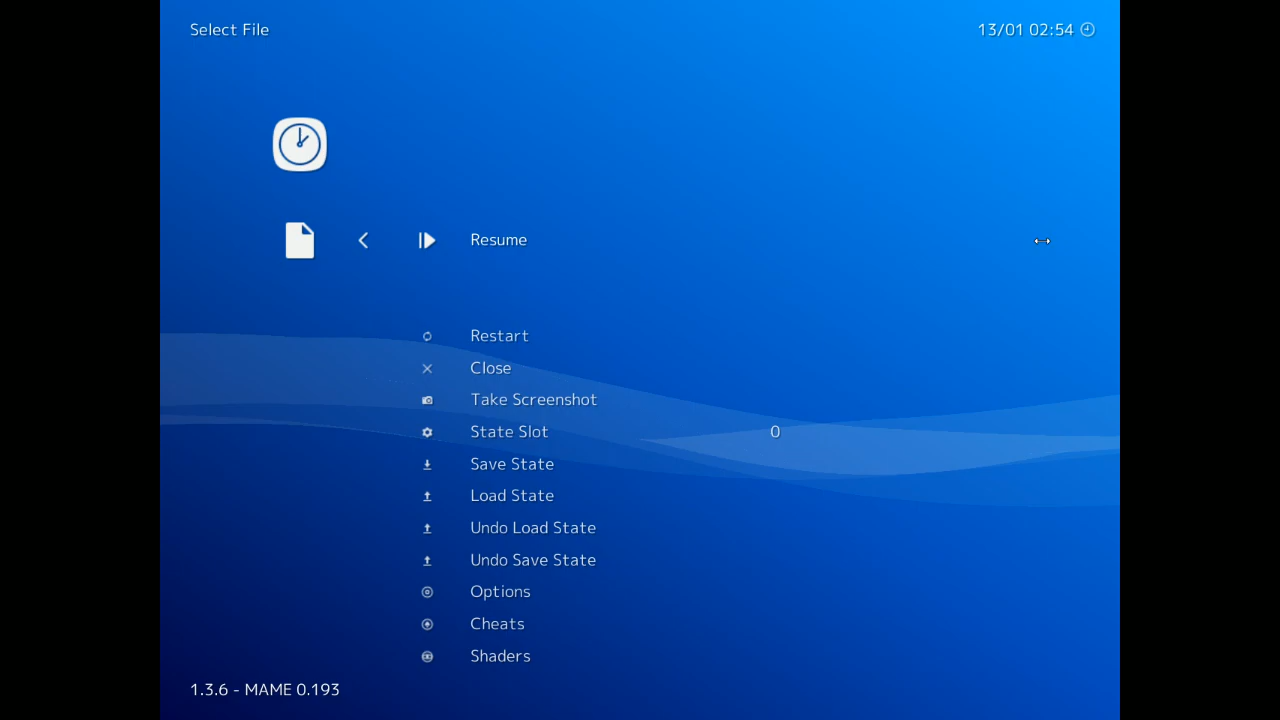 Select File
13/01 02:54
Resume
Restart
Close
Take Screenshot
State Slot 0
Save State
Load State
Undo Load State
Undo Save State
Options
Cheats
Shaders
1.3.6 - MAME 0.193